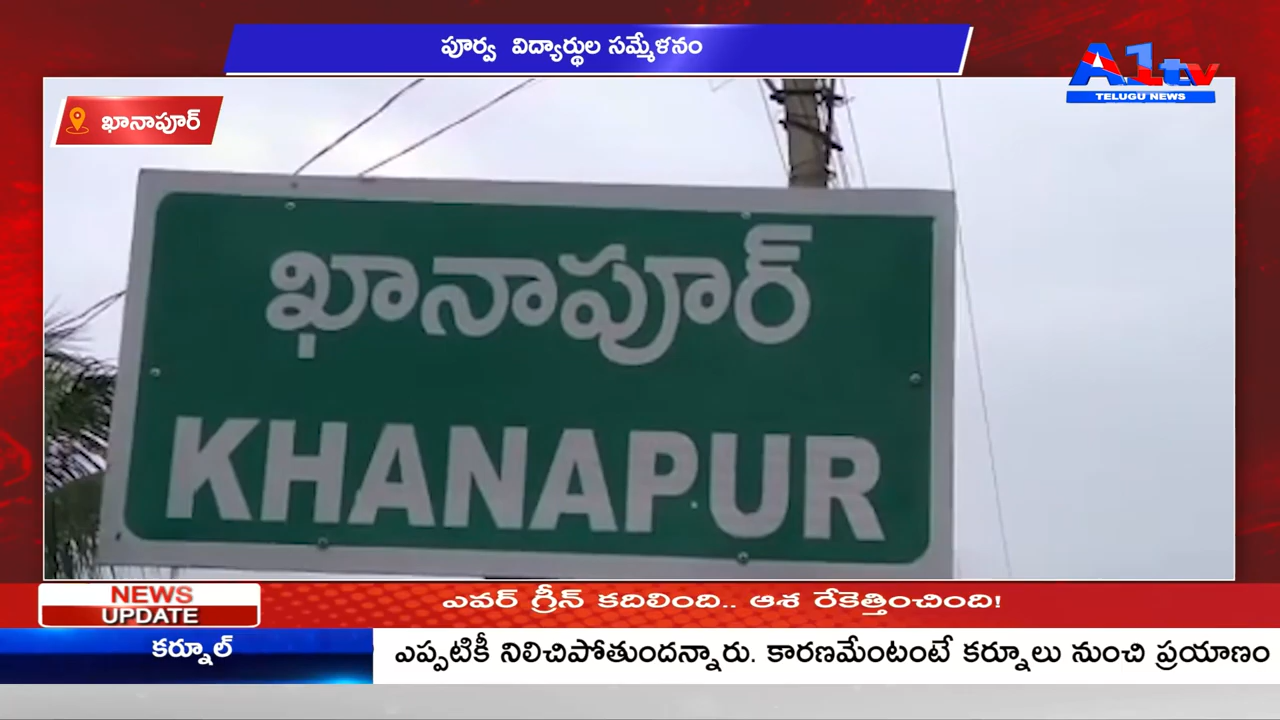 పూర్వ విద్యార్థుల సమ్మేళనం
A1tv
TELUGU NEWS
ఖానాపూర్
ఖానాపూర్
KHANAPUR
NEWS
UPDATE
ఎవర్ గ్రీన్ కదిలింది.. ఆశ రేకెత్తించింది!
కర్నూల్
ఎప్పటికీ నిలిచిపోతుందన్నారు. కారణమేంటంటే కర్నూలు నుంచి ప్రయాణం